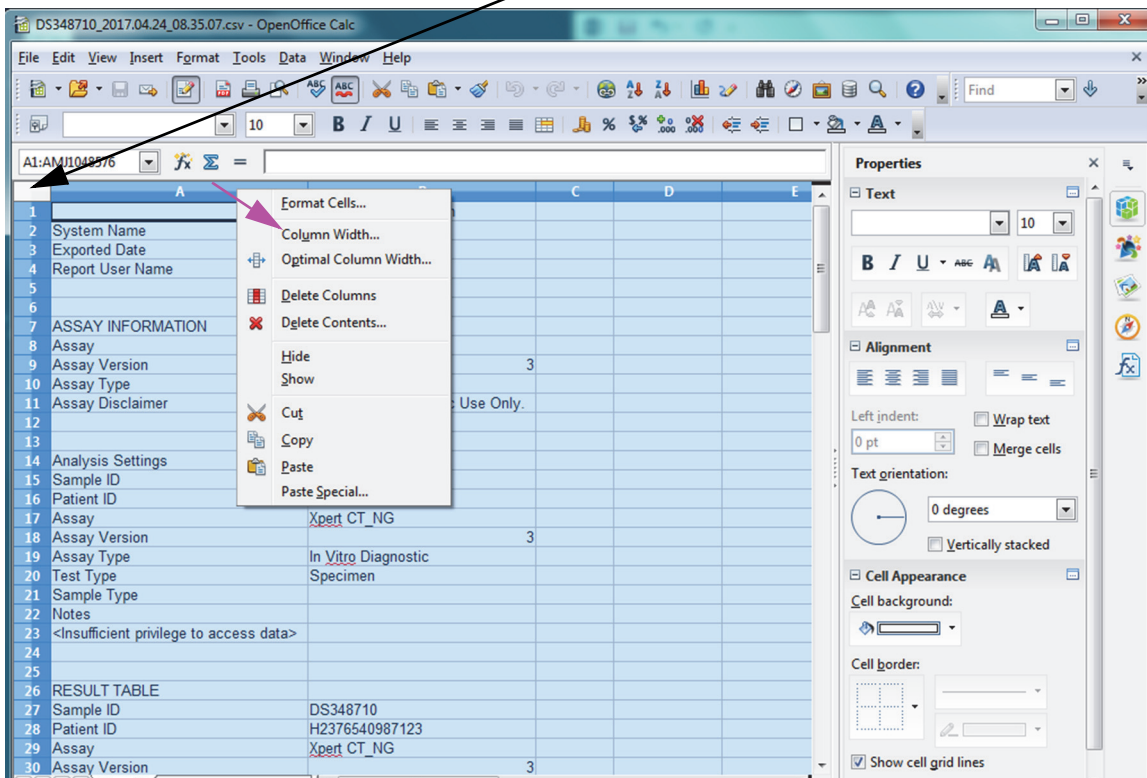 DS348710_2017.04.24_08.35.07.csv - OpenOffice Calc
File Edit View Insert Format Tools Data Window Help
Find
10
A1:AMJ1048576
A C D E
1
2 System Name
3 Exported Date
4 Report User Name
5
6
7 ASSAY INFORMATION
8 Assay
9 Assay Version 3
10 Assay Type
11 Assay Disclaimer Use Only.
12
13
14 Analysis Settings
15 Sample ID
16 Patient ID
17 Assay Xpert CT_NG
18 Assay Version 3
19 Assay Type In Vitro Diagnostic
20 Test Type Specimen
21 Sample Type
22 Notes
23 <Insufficient privilege to access data>
24
25
26 RESULT TABLE
27 Sample ID DS348710
28 Patient ID H2376540987123
29 Assay Xpert CT_NG
30 Assay Version 3
Format Cells...
Column Width...
Optimal Column Width...
Delete Columns
Delete Contents...
Hide
Show
Cut
Copy
Paste
Paste Special...
Properties
Text
10
Alignment
Left indent:
Wrap text
0 pt
Merge cells
Text orientation:
0 degrees
Vertically stacked
Cell Appearance
Cell background:
Cell border:
Show cell grid lines